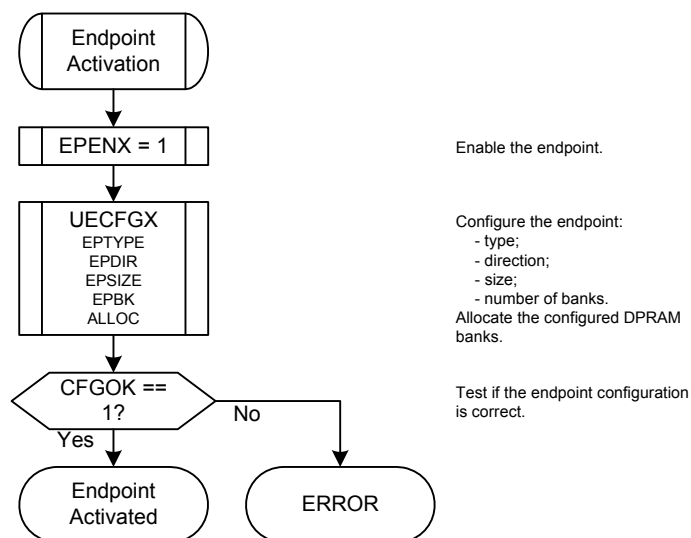 Endpoint
Activation
EPENX = 1
Enable the endpoint.
UECFGX
EPTYPE
EPDIR
EPSIZE
EPBK
ALLOC
Configure the endpoint:
- type;
- direction;
- size;
- number of banks.
Allocate the configured DPRAM
banks.
CFGOK ==
1?
Test if the endpoint configuration
is correct.
Yes
No
Endpoint
Activated
ERROR